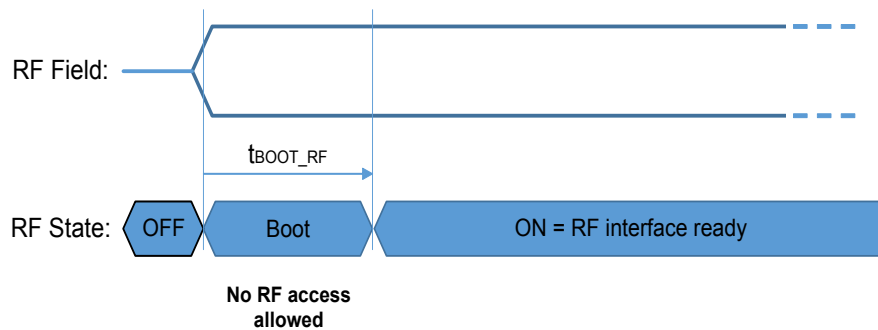 RF Field:
tBOOT_RF
RF State: OFF Boot ON = RF interface ready
No RF access
allowed